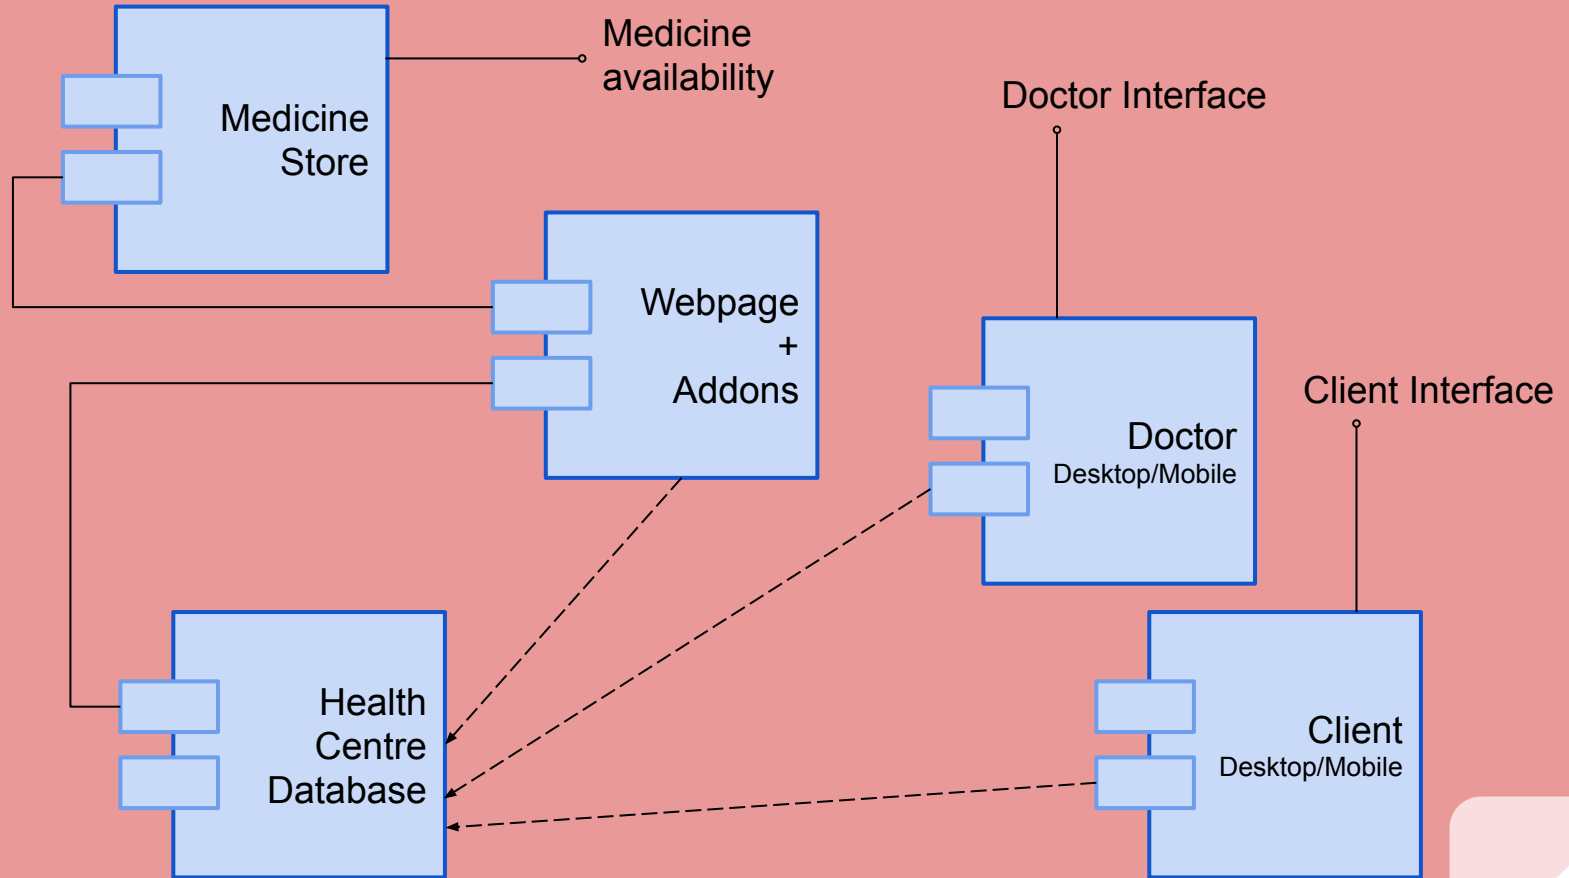 Medicine
availability
Medicine
Store
Doctor Interface
Webpage
+
Addons
Client Interface
Doctor
Desktop/Mobile
Health
Centre
Database
Client
Desktop/Mobile